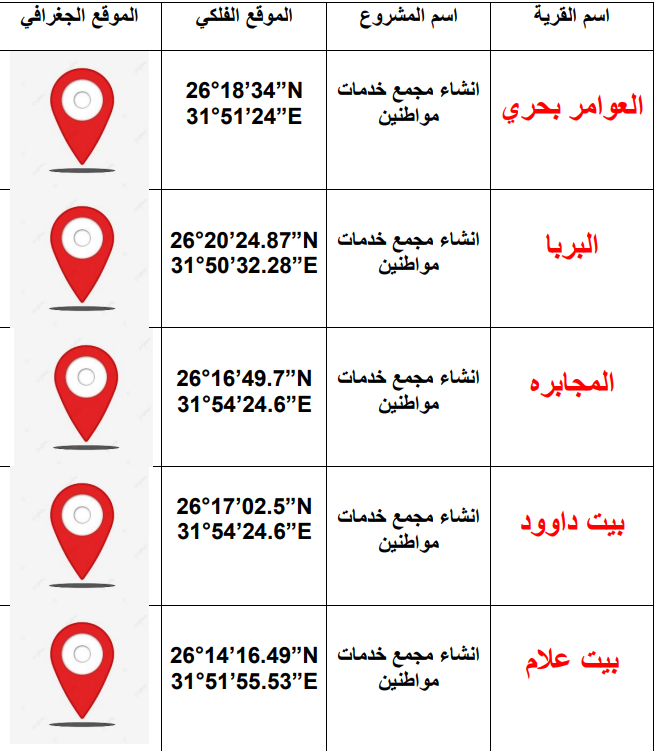 اسم القرية
اسم المشروع
الموقع الفلكي
الموقع الجغرافي
العوامر بحري
انشاء مجمع خدمات
مواطنين
26°18’34”N
31°51’24”E
البربا
انشاء مجمع خدمات
مواطنين
26°20’24.87”N
31°50’32.28”E
المجابره
انشاء مجمع خدمات
مواطنين
26°16’49.7”N
31°54’24.6”E
بيت داوود
انشاء مجمع خدمات
مواطنين
26°17’02.5”N
31°54’24.6”E
بيت علام
انشاء مجمع خدمات
مواطنين
26°14’16.49”N
31°51’55.53”E